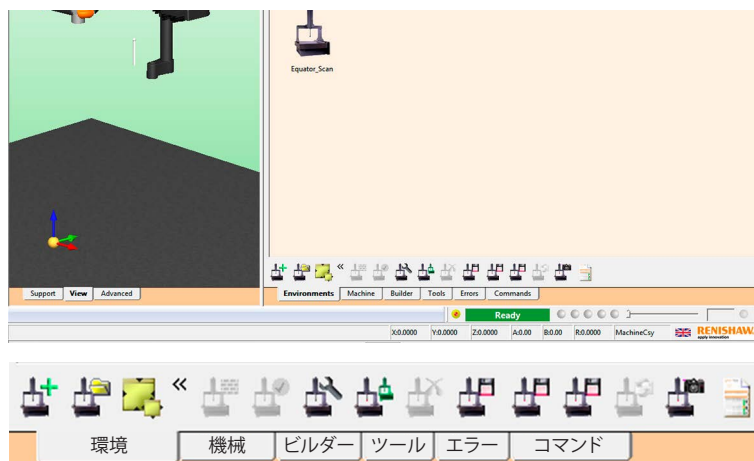 Equator_Scan
Support View Advanced
Environments Machine Builder Tools Errors Commands
Ready
X:0.0000 Y:0.0000 Z:0.0000 A:0.00 B:0.00 R:0.0000 MachineCsy RENISHAW
apply innovation
環境 機械 ビルダー ツール エラー コマンド